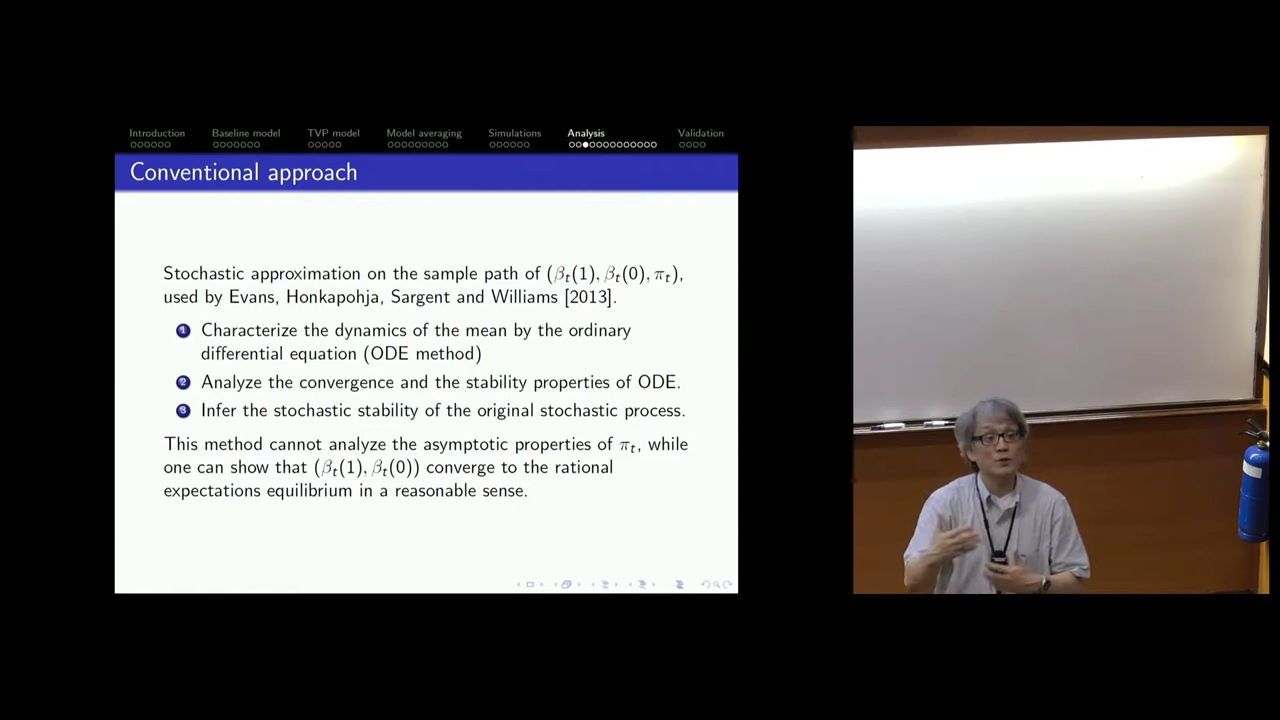 Introduction Baseline model TVP model Model averaging Simulations Analysis Validation
Conventional approach
Stochastic approximation on the sample path of (βₜ(1), βₜ(0), πₜ),
used by Evans, Honkapohja, Sargent and Williams [2013].
1 Characterize the dynamics of the mean by the ordinary
differential equation (ODE method)
2 Analyze the convergence and the stability properties of ODE.
3 Infer the stochastic stability of the original stochastic process.
This method cannot analyze the asymptotic properties of πₜ, while
one can show that (βₜ(1), βₜ(0)) converge to the rational
expectations equilibrium in a reasonable sense.